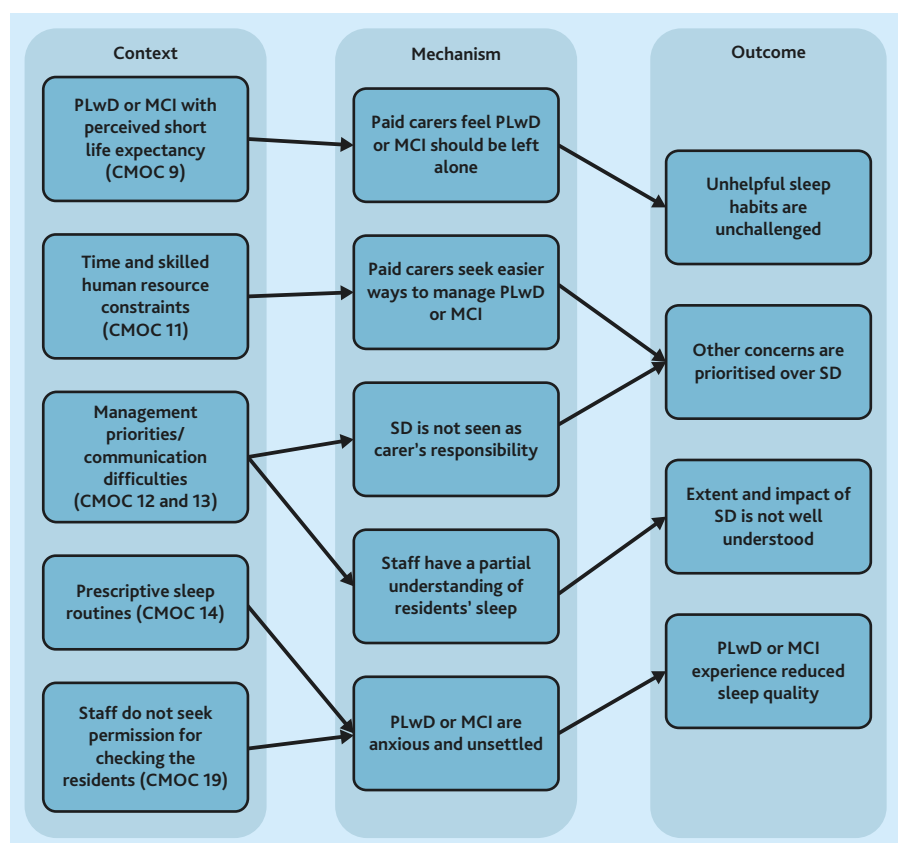 Context
PLwD or MCI with
perceived short
life expectancy
(CMOC 9)
Time and skilled
human resource
constraints
(CMOC 11)
Management
priorities/
communication
difficulties
(CMOC 12 and 13)
Prescriptive sleep
routines (CMOC 14)
Staff do not seek
permission for
checking the
residents (CMOC 19)
Mechanism
Paid carers feel PLwD
or MCI should be left
alone
Paid carers seek easier
ways to manage PLwD
or MCI
SD is not seen as
carer's responsibility
Staff have a partial
understanding of
residents’ sleep
PLwD or MCI are
anxious and unsettled
Outcome
Unhelpful sleep
habits are
unchallenged
Other concerns are
prioritised over SD
Extent and impact of
SD is not well
understood
PLwD or MCI
experience reduced
sleep quality